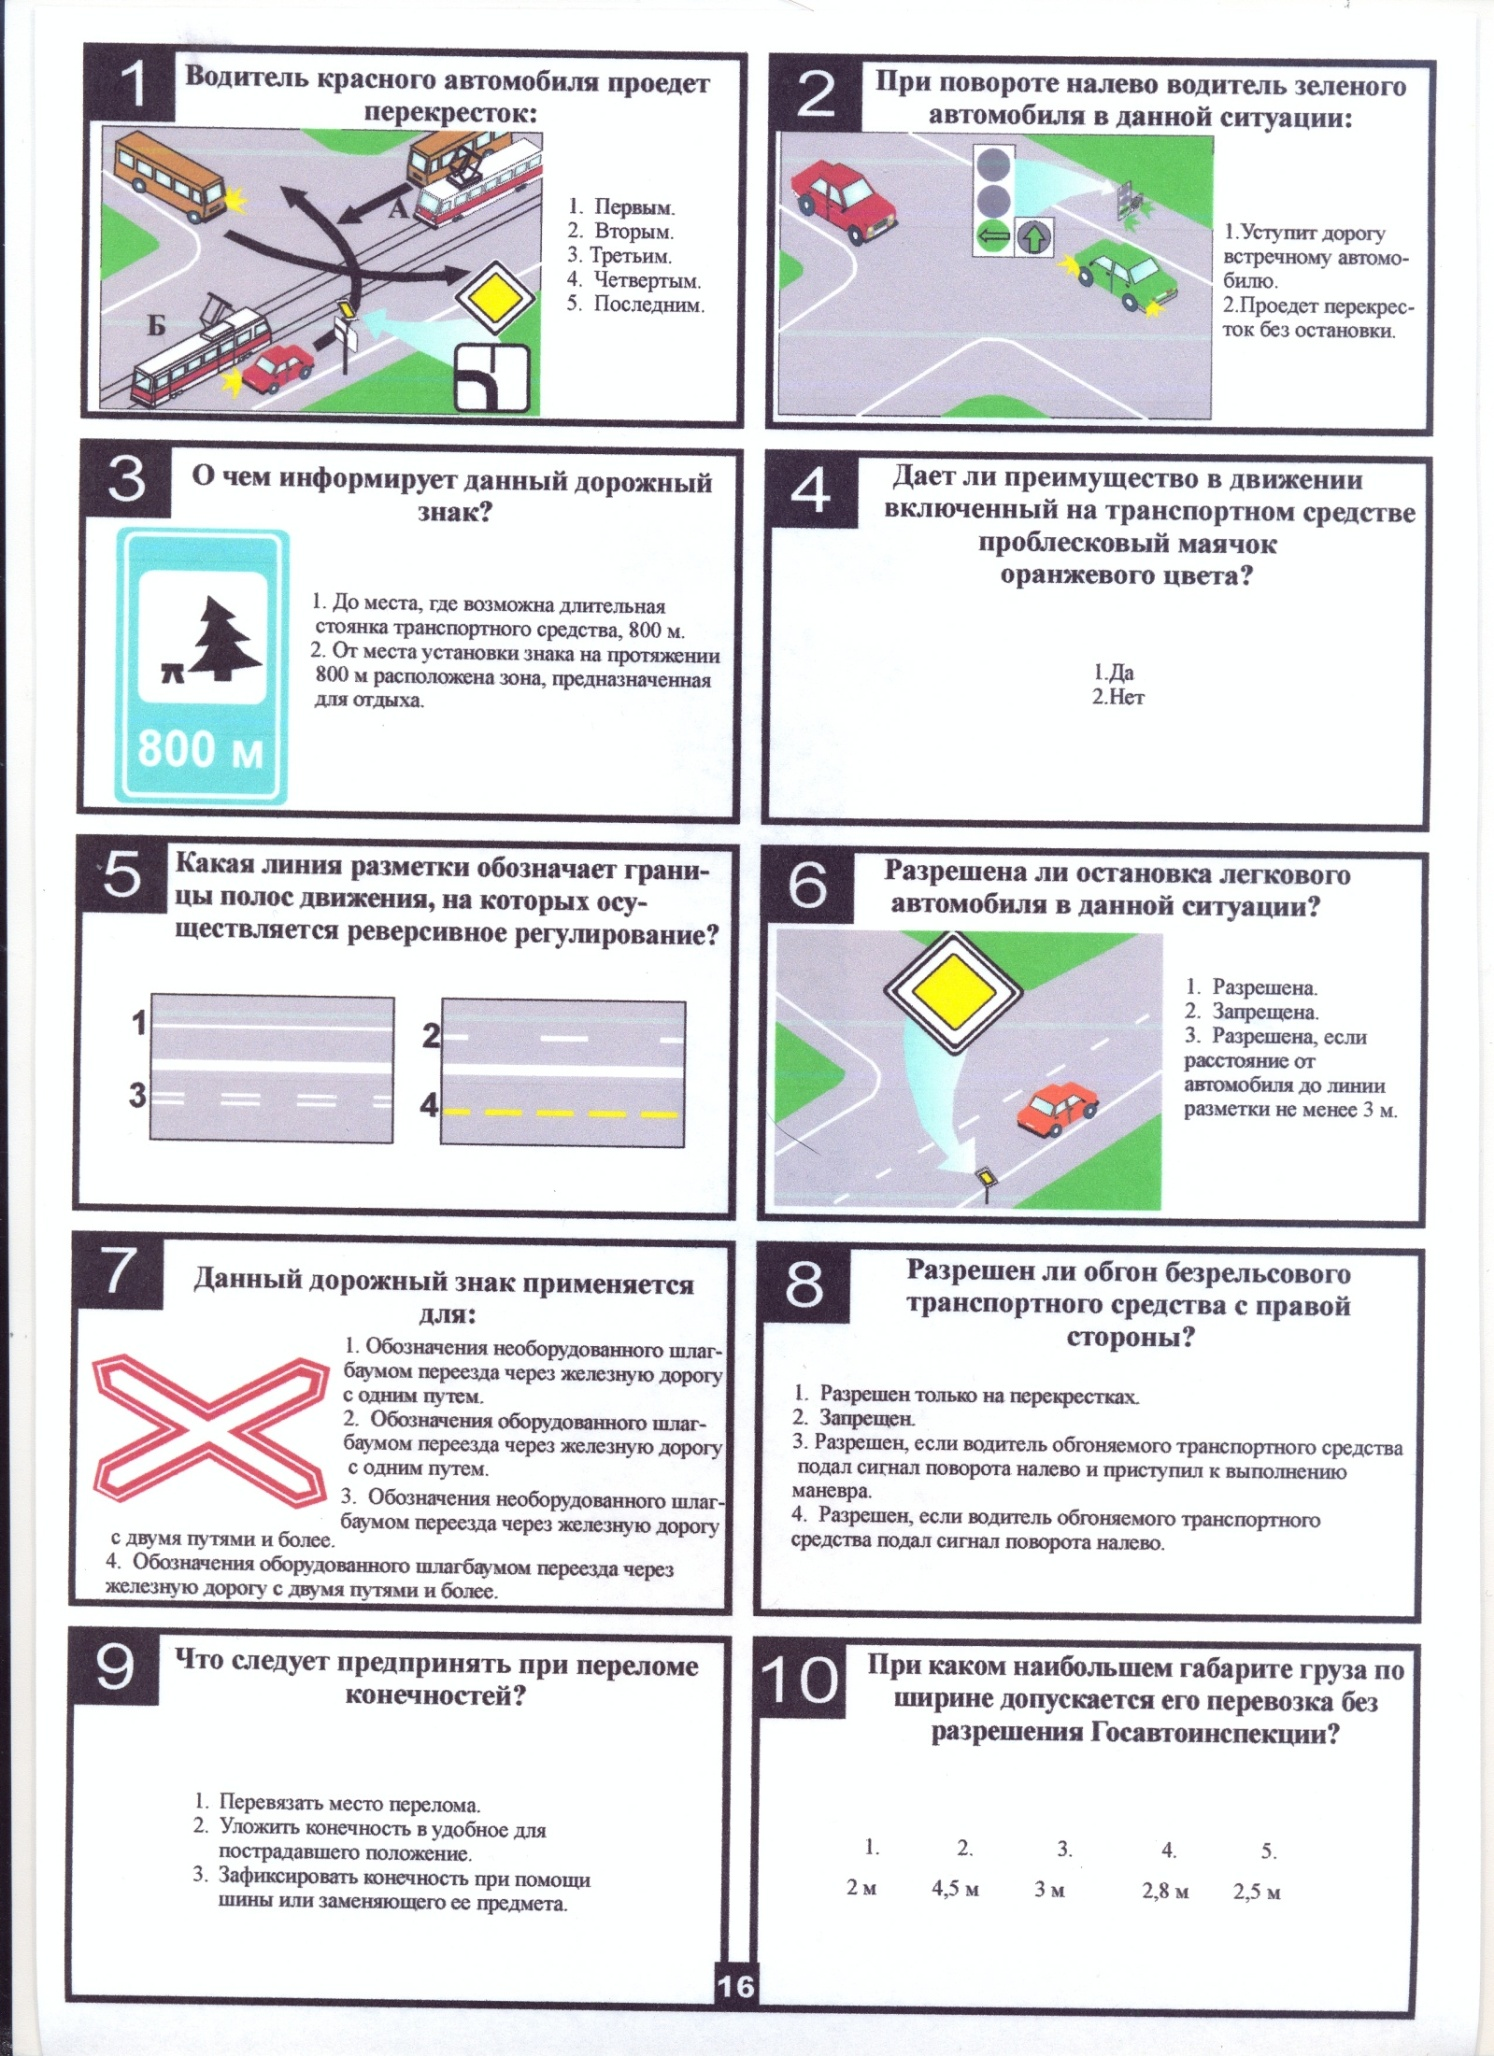 1
Водитель красного автомобиля проедет
перекресток:
А
Б
1. Первым.
2. Вторым.
3. Третьим.
4. Четвертым.
5. Последним.
2
При повороте налево водитель зеленого
автомобиля в данной ситуации:
1.Уступит дорогу
встречному автомо-
билю.
2.Проедет перекрес-
ток без остановки.
3
О чем информирует данный дорожный
знак?
800 м
1. До места, где возможна длительная
стоянка транспортного средства, 800 м.
2. От места установки знака на протяжении
800 м расположена зона, предназначенная
для отдыха.
4
Дает ли преимущество в движении
включенный на транспортном средстве
проблесковый маячок
оранжевого цвета?
1.Да
2.Нет
5
Какая линия разметки обозначает грани-
цы полос движения, на которых осу-
ществляется реверсивное регулирование?
1
2
3
4
6
Разрешена ли остановка легкового
автомобиля в данной ситуации?
1. Разрешена.
2. Запрещена.
3. Разрешена, если
расстояние от
автомобиля до линии
разметки не менее 3 м.
7
Данный дорожный знак применяется
для:
1. Обозначения необорудованного шлаг-
баумом переезда через железную дорогу
с одним путем.
2. Обозначения оборудованного шлаг-
баумом переезда через железную дорогу
с одним путем.
3. Обозначения необорудованного шлаг-
баумом переезда через железную дорогу
с двумя путями и более.
4. Обозначения оборудованного шлагбаумом переезда через
железную дорогу с двумя путями и более.
8
Разрешен ли обгон безрельсового
транспортного средства с правой
стороны?
1. Разрешен только на перекрестках.
2. Запрещен.
3. Разрешен, если водитель обгоняемого транспортного средства
подал сигнал поворота налево и приступил к выполнению
маневра.
4. Разрешен, если водитель обгоняемого транспортного
средства подал сигнал поворота налево.
9
Что следует предпринять при переломе
конечностей?
1. Перевязать место перелома.
2. Уложить конечность в удобное для
пострадавшего положение.
3. Зафиксировать конечность при помощи
шины или заменяющего ее предмета.
10
При каком наибольшем габарите груза по
ширине допускается его перевозка без
разрешения Госавтоинспекции?
1. 2. 3. 4. 5.
2 м 4,5 м 3 м 2,8 м 2,5 м
16